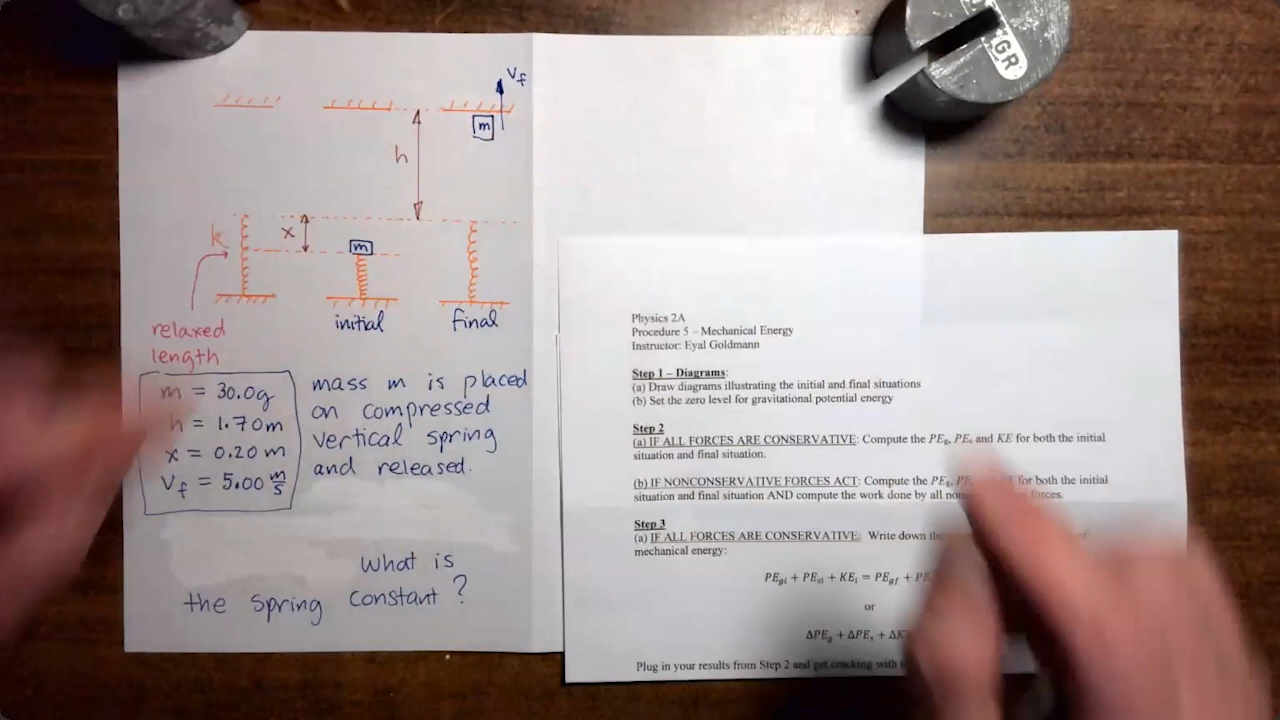 GR
v_f
m
h
x
k
m
initial
final
relaxed
length
m = 30.0g
h = 1.70m
x = 0.20 m
v_f = 5.00 m/s
mass m is placed
on compressed
vertical spring
and released.
What is
the spring constant?
Physics 2A
Procedure 5 – Mechanical Energy
Instructor: Eyal Goldmann
Step 1 – Diagrams:
(a) Draw diagrams illustrating the initial and final situations
(b) Set the zero level for gravitational potential energy
Step 2
(a) IF ALL FORCES ARE CONSERVATIVE: Compute the PE_g, PE_s and KE for both the initial
situation and final situation.
(b) IF NONCONSERVATIVE FORCES ACT: Compute the PE_g, for both the initial
situation and final situation AND compute the work done by all forces.
Step 3
(a) IF ALL FORCES ARE CONSERVATIVE: Write down of
mechanical energy:
PE_gi + PE_si + KE_i = PE_gf +
or
ΔPE_g + ΔPE_s +
Plug in your results from Step 2 and get cracking with